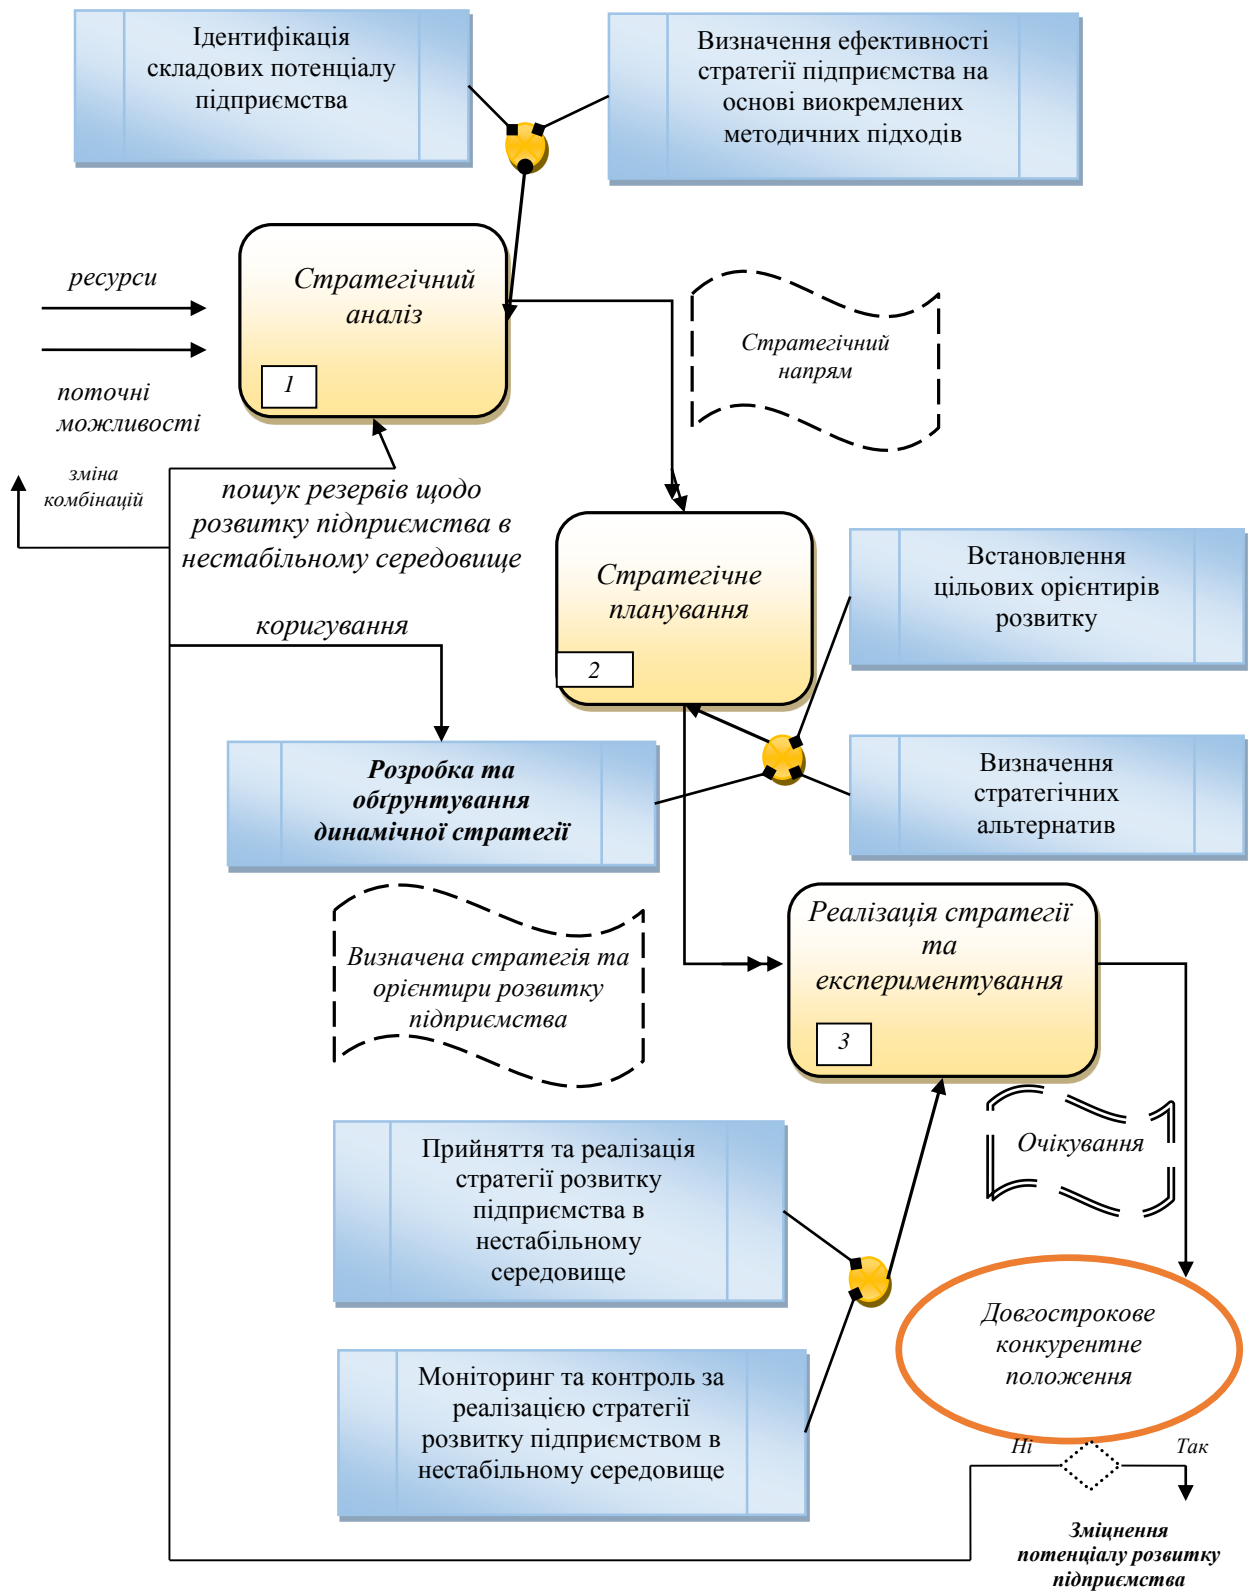 Ідентифікація
складових потенціалу
підприємства
Визначення ефективності
стратегії підприємства на
основі виокремлених
методичних підходів
ресурси
Стратегічний
аналіз
1
поточні
можливості
Стратегічний
напрям
зміна
комбінацій
пошук резервів щодо
розвитку підприємства в
нестабільному середовище
Стратегічне
планування
2
Встановлення
цільових орієнтирів
розвитку
коригування
Розробка та
обґрунтування
динамічної стратегії
Визначення
стратегічних
альтернатив
Визначена стратегія та
орієнтири розвитку
підприємства
Реалізація стратегії
та
експериментування
3
Очікування
Прийняття та реалізація
стратегії розвитку
підприємства в
нестабільному
середовище
Довгострокове
конкурентне
положення
Моніторинг та контроль за
реалізацією стратегії
розвитку підприємством в
нестабільному середовище
Ні
Так
Зміцнення
потенціалу розвитку
підприємства